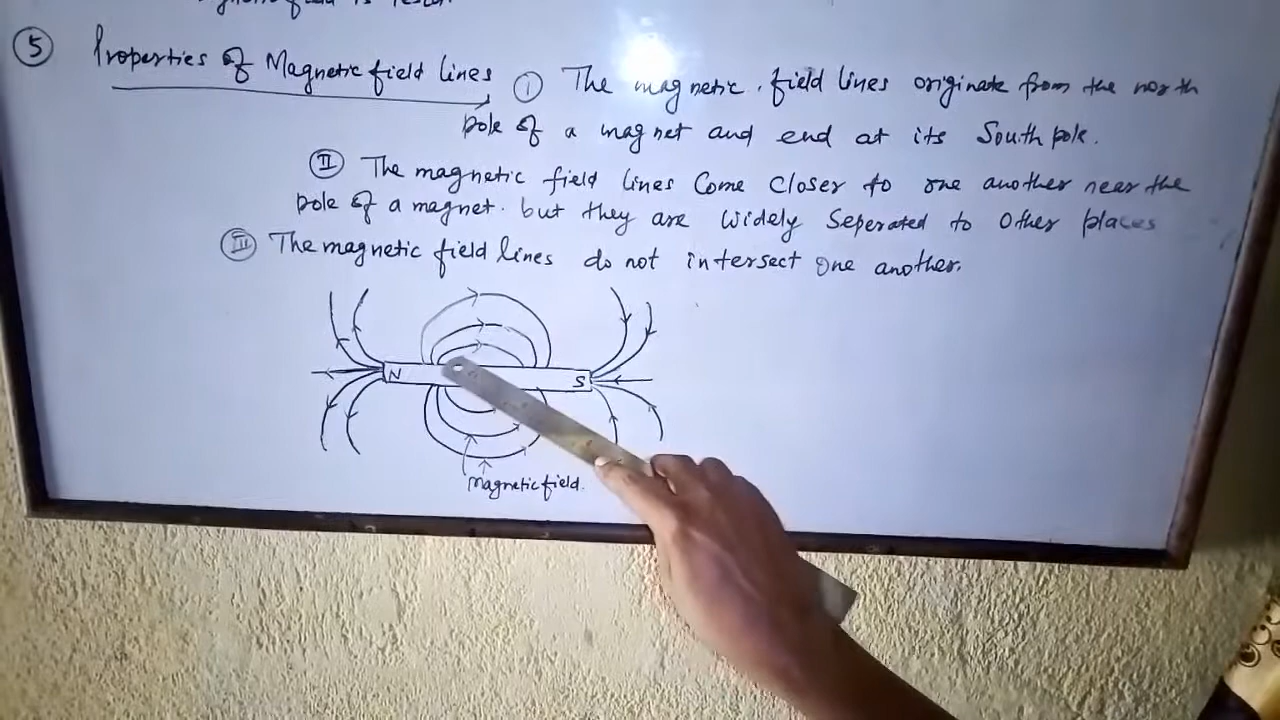 ⑤ Properties of Magnetic field lines
① The magnetic field lines originate from the north
pole of a magnet and end at its South pole.
Ⅱ The magnetic field lines Come Closer to one another near the
pole of a magnet. but they are Widely Seperated to Other places
Ⅲ The magnetic field lines do not intersect One another.
N S
Magnetic field.